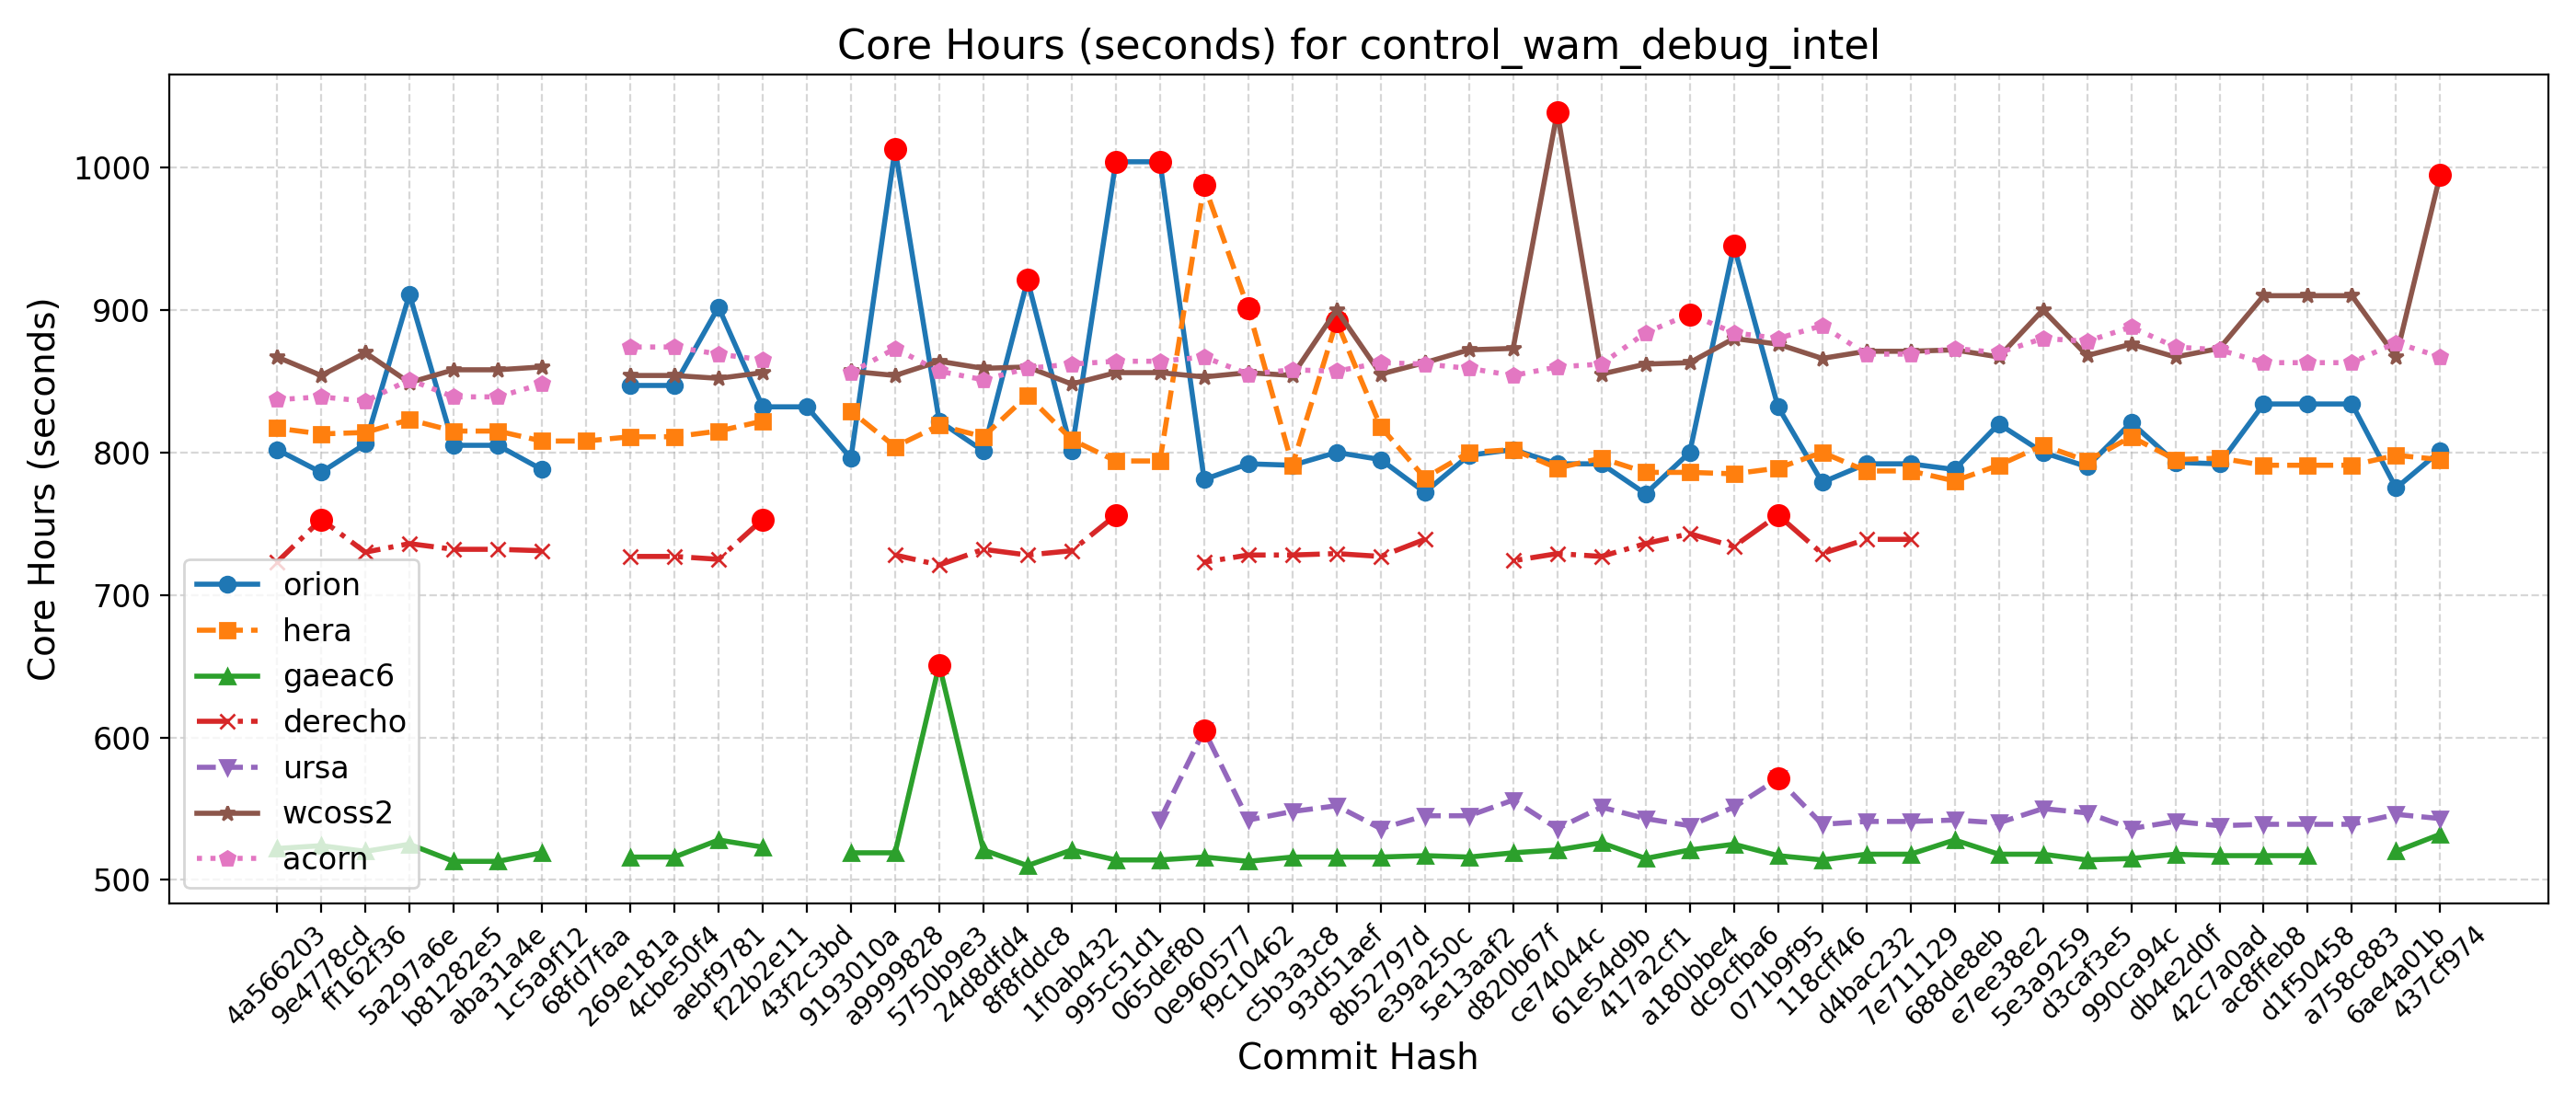 Core Hours (seconds) for control_wam_debug_intel
Core Hours (seconds)
1000
900
800
700
600
500
orion
hera
gaeac6
derecho
ursa
wcoss2
acorn
4a566203
9e4778cd
ff162f36
5a297a6e
b81282e5
aba31a4e
1c5a9f12
68fd7faa
269e181a
4cbe50f4
aebf9781
f22b2e11
43f2c3bd
9193010a
a9999828
5750b9e3
24d8dfd4
8f8fddc8
1f0ab432
995c51d1
065def80
0e960577
f9c10462
c5b3a3c8
93d51aef
8b52797d
e39a250c
5e13aaf2
d820b67f
ce74044c
61e54d9b
417a2cf1
a180bbe4
dc9cfba6
071b9f95
118cff46
d4bac232
7e711129
688de8eb
e7ee38e2
5e3a9259
d3caf3e5
990ca94c
db4e2d0f
42c7a0ad
ac8ffeb8
d1f50458
a758c883
6ae4a01b
437cf974
Commit Hash